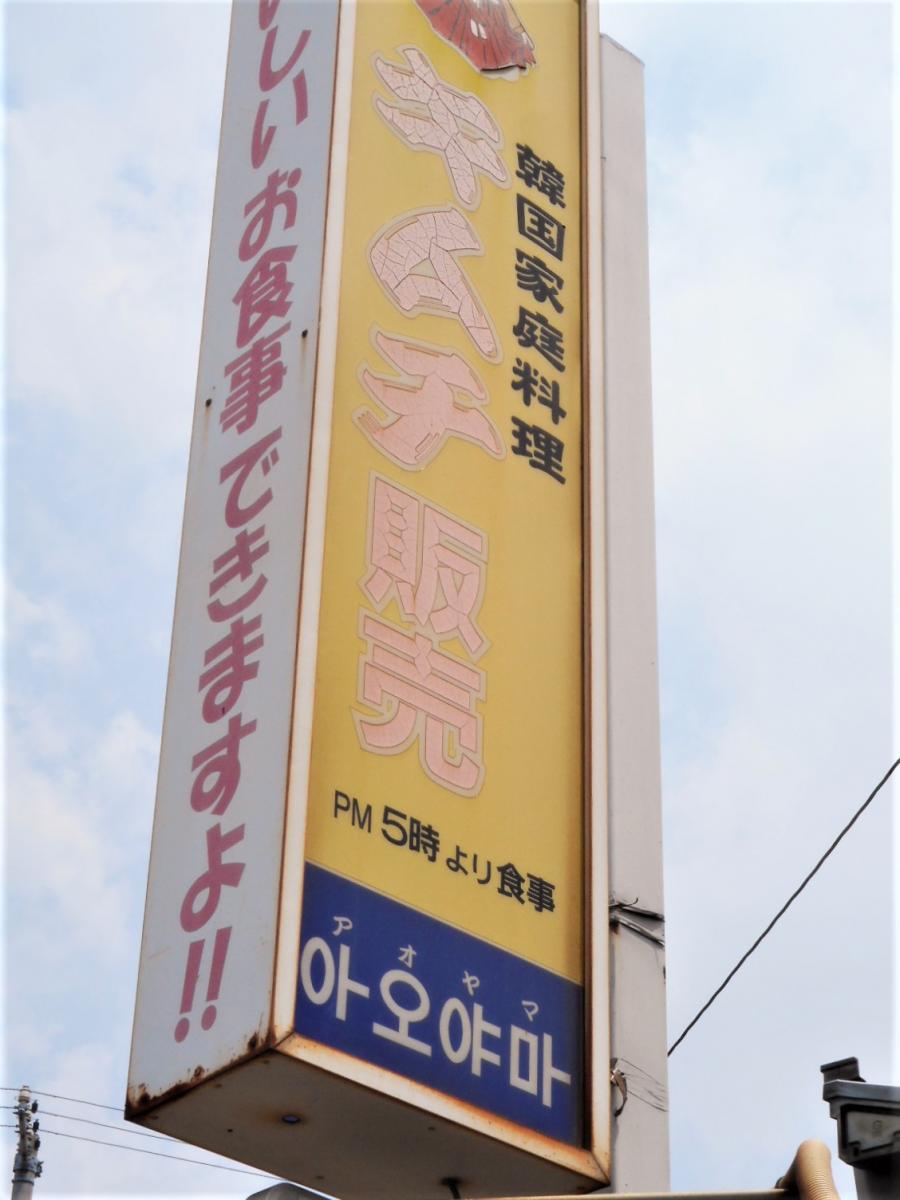 しい お食事 できますよ!!
韓国家庭料理
キムチ販売
PM 5時より食事
アオヤマ
아오야마